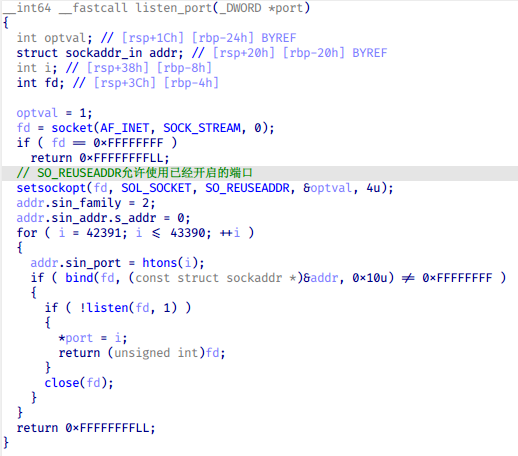 __int64 __fastcall listen_port(_DWORD *port)
{
  int optval; // [rsp+1Ch] [rbp-24h] BYREF
  struct sockaddr_in addr; // [rsp+20h] [rbp-20h] BYREF
  int i; // [rsp+38h] [rbp-8h]
  int fd; // [rsp+3Ch] [rbp-4h]

  optval = 1;
  fd = socket(AF_INET, SOCK_STREAM, 0);
  if ( fd == 0×FFFFFFFF )
    return 0×FFFFFFFFLL;
  // SO_REUSEADDR允许使用已经开启的端口
  setsockopt(fd, SOL_SOCKET, SO_REUSEADDR, &optval, 4u);
  addr.sin_family = 2;
  addr.sin_addr.s_addr = 0;
  for ( i = 42391; i ≤ 43390; ++i )
  {
    addr.sin_port = htons(i);
    if ( bind(fd, (const struct sockaddr *)&addr, 0×10u) ≠ 0×FFFFFFFF )
    {
      if ( !listen(fd, 1) )
      {
        *port = i;
        return (unsigned int)fd;
      }
      close(fd);
    }
  }
  return 0×FFFFFFFFLL;
}